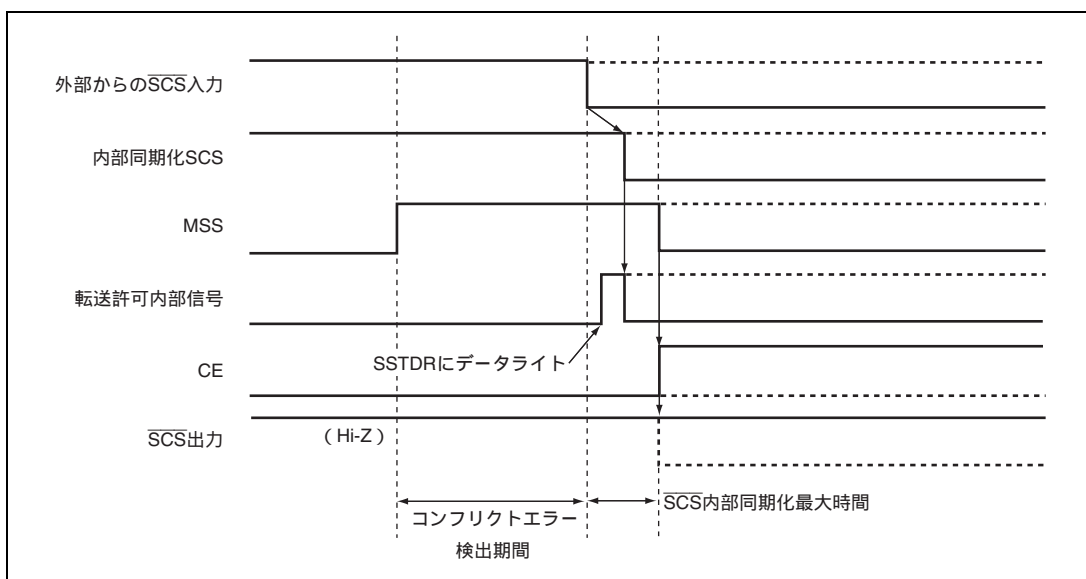 外部からのSCS入力
内部同期化SCS
MSS
転送許可内部信号
SSTDRにデータライト
CE
SCS出力
（Hi-Z）
SCS内部同期化最大時間
コンフリクトエラー
検出期間